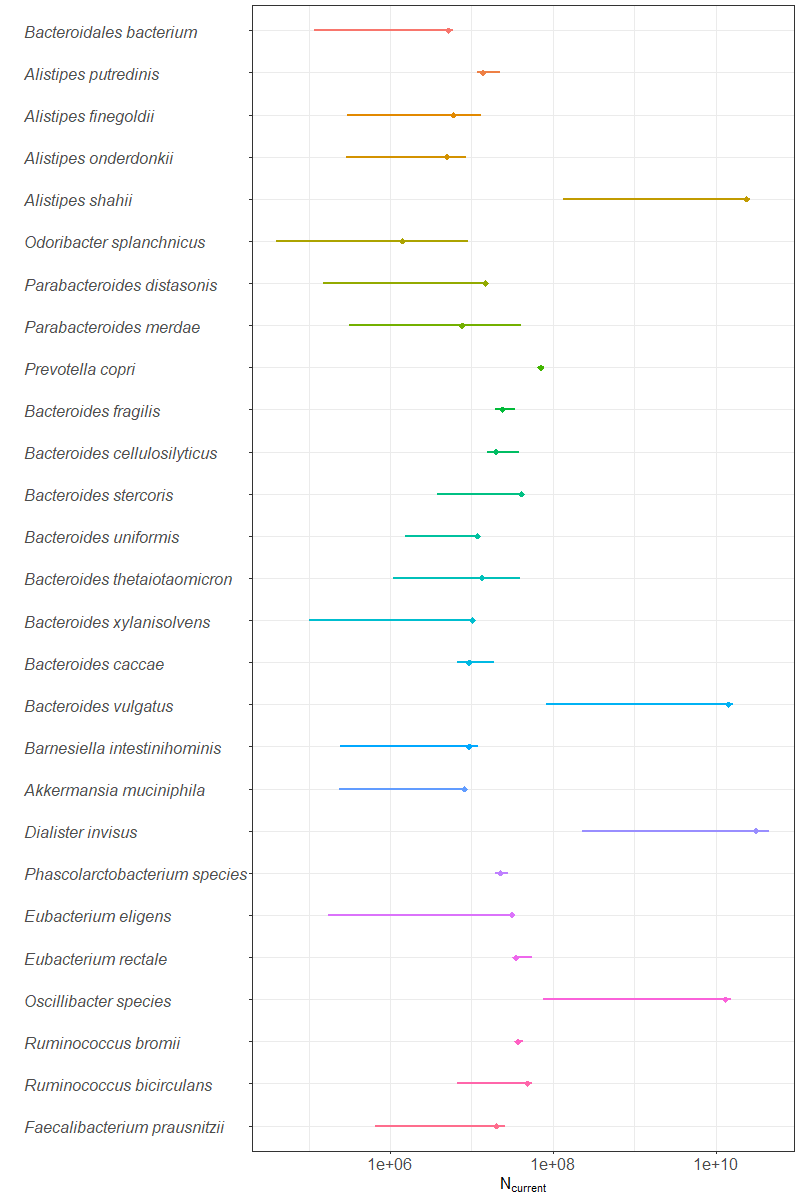 Bacteroidales bacterium
Alistipes putredinis
Alistipes finegoldii
Alistipes onderdonkii
Alistipes shahii
Odoribacter splanchnicus
Parabacteroides distasonis
Parabacteroides merdae
Prevotella copri
Bacteroides fragilis
Bacteroides cellulosilyticus
Bacteroides stercoris
Bacteroides uniformis
Bacteroides thetaiotaomicron
Bacteroides xylanisolvens
Bacteroides caccae
Bacteroides vulgatus
Barnesiella intestinihominis
Akkermansia muciniphila
Dialister invisus
Phascolarctobacterium species
Eubacterium eligens
Eubacterium rectale
Oscillibacter species
Ruminococcus bromii
Ruminococcus bicirculans
Faecalibacterium prausnitzii
1e+06 1e+08 1e+10
Ncurrent